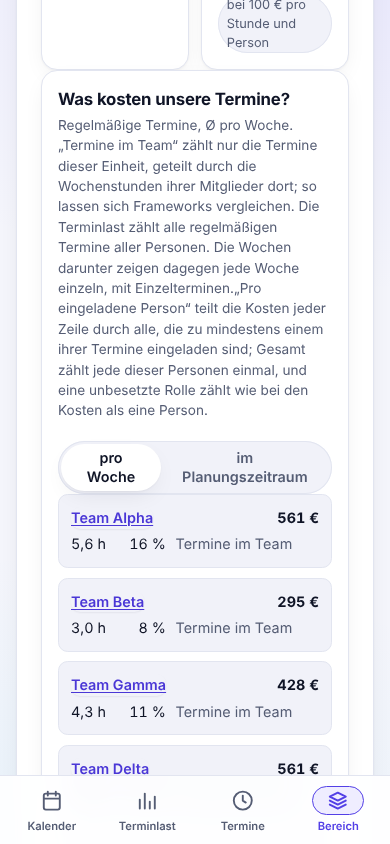 bei 100 € pro
Stunde und
Person
Was kosten unsere Termine?
Regelmäßige Termine, Ø pro Woche.
„Termine im Team“ zählt nur die Termine
dieser Einheit, geteilt durch die
Wochenstunden ihrer Mitglieder dort; so
lassen sich Frameworks vergleichen. Die
Terminlast zählt alle regelmäßigen
Termine aller Personen. Die Wochen
darunter zeigen dagegen jede Woche
einzeln, mit Einzelterminen.„Pro
eingeladene Person“ teilt die Kosten jeder
Zeile durch alle, die zu mindestens einem
ihrer Termine eingeladen sind; Gesamt
zählt jede dieser Personen einmal, und
eine unbesetzte Rolle zählt wie bei den
Kosten als eine Person.
pro
Woche
im
Planungszeitraum
Team Alpha 561 €
5,6 h 16 % Termine im Team
Team Beta 295 €
3,0 h 8 % Termine im Team
Team Gamma 428 €
4,3 h 11 % Termine im Team
Team Delta 561 €
Kalender Terminlast Termine Bereich